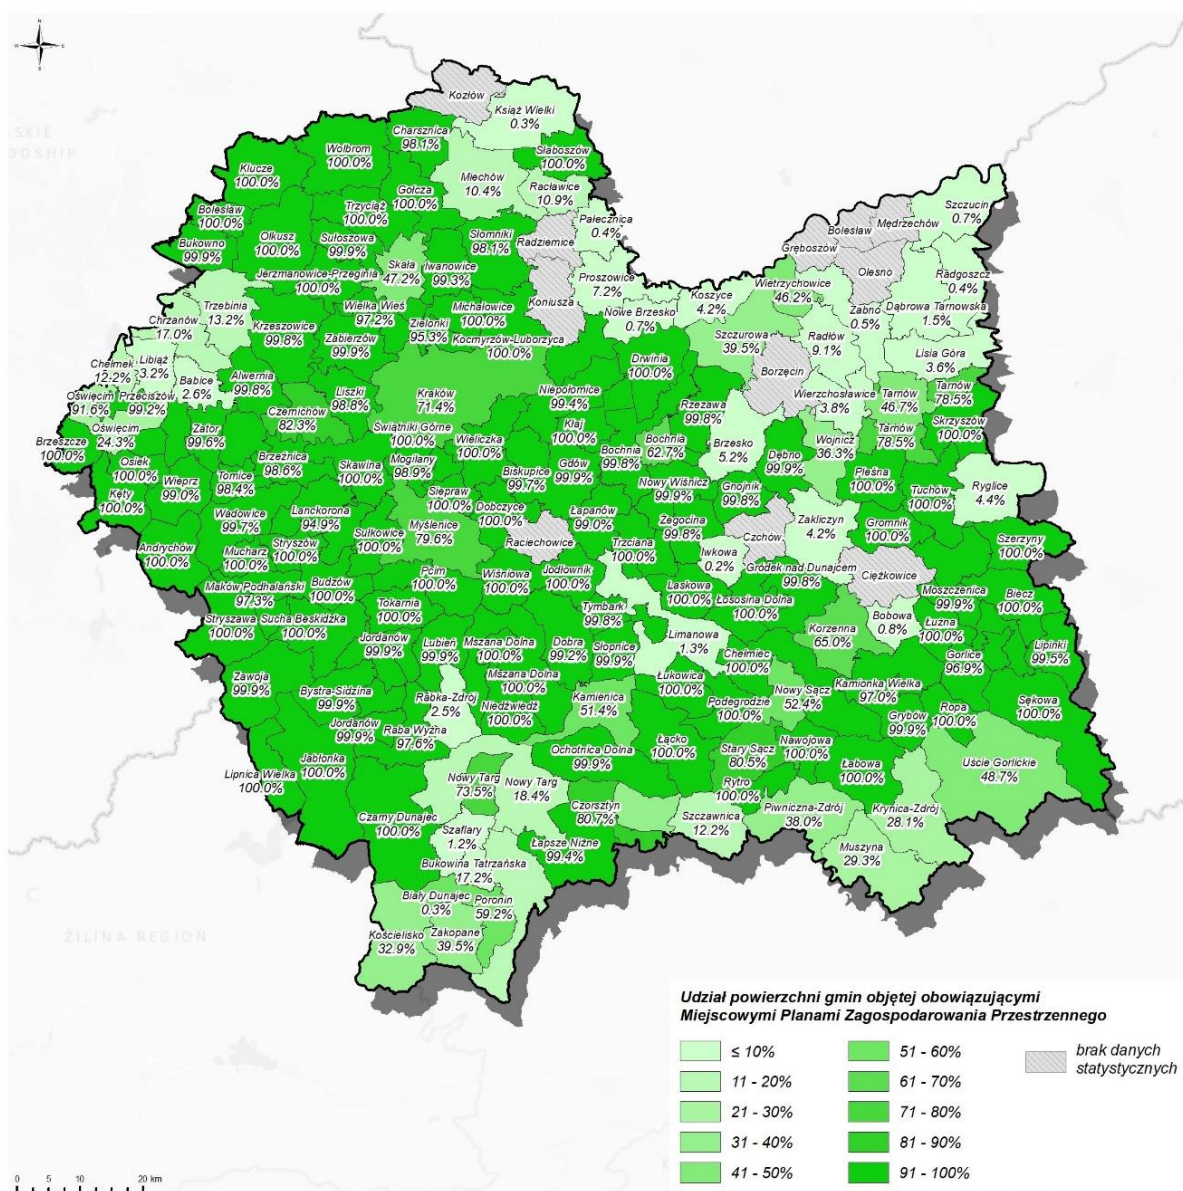 N
W
E
S
SKIE
ODSHIP
Kozłów
Książ Wielki
0.3%
Charsznica
98.1%
Wolbrom
100.0%
Słaboszów
100.0%
Klucze
100.0%
Miechów
10.4%
Racławice
10.9%
Gołcza
100.0%
Trzyciąż
100.0%
Bolesław
100.0%
Pałecznica
0.4%
Szczucin
0.7%
Mędrzechów
Bolesław
Bukowno
99.9%
Olkusz
100.0%
Sułoszowa
99.9%
Słomniki
98.1%
Radziemice
Gręboszów
Olesno
Skała
47.2%
Iwanowice
99.3%
Jerzmanowice-Przeginia
100.0%
Proszowice
7.2%
Wietrzychowice
46.2%
Radgoszcz
0.4%
Trzebinia
13.2%
Wielka Wieś
97.2%
Michałowice
100.0%
Koniusza
Koszyce
4.2%
Żabno
0.5%
Dąbrowa Tarnowska
1.5%
Chrzanów
17.0%
Krzeszowice
99.8%
Zabierzów
99.9%
Zielonki
95.3%
Nowe Brzesko
0.7%
Kocmyrzów-Luborzyca
100.0%
Szczurowa
39.5%
Radłów
9.1%
Lisia Góra
3.6%
Chełmek
12.2%
Libiąż
3.2%
Drwinia
100.0%
Borzęcin
Babice
2.6%
Alwernia
99.8%
Liszki
98.8%
Kraków
71.4%
Niepołomice
99.4%
Rzezawa
99.8%
Wierzchosławice
3.8%
Tarnów
46.7%
Tarnów
78.5%
Oświęcim
91.6%
Przeciszów
99.2%
Czernichów
82.3%
Świątniki Górne
100.0%
Kłaj
100.0%
Skrzyszów
100.0%
Oświęcim
24.3%
Zator
99.6%
Wieliczka
100.0%
Bochnia
62.7%
Brzesko
5.2%
Wojnicz
36.3%
Tarnów
78.5%
Brzeszcze
100.0%
Bochnia
99.8%
Dębno
99.9%
Osiek
100.0%
Brzeźnica
98.6%
Skawina
100.0%
Mogilany
98.9%
Biskupice
99.7%
Gdów
99.9%
Pleśna
100.0%
Wieprz
99.0%
Tomice
98.4%
Nowy Wiśnicz
99.9%
Gnojnik
99.8%
Tuchów
100.0%
Ryglice
4.4%
Kęty
100.0%
Siepraw
100.0%
Dobczyce
100.0%
Łapanów
99.0%
Wadowice
99.7%
Lanckorona
94.9%
Myślenice
79.6%
Żegocina
99.8%
Zakliczyn
4.2%
Gromnik
100.0%
Sułkowice
100.0%
Raciechowice
Czchów
Szerzyny
100.0%
Andrychów
100.0%
Mucharz
100.0%
Stryszów
100.0%
Trzciana
100.0%
Iwkowa
0.2%
Gródek nad Dunajcem
99.8%
Ciężkowice
Pcim
100.0%
Wiśniowa
100.0%
Jodłownik
100.0%
Maków Podhalański
97.3%
Budzów
100.0%
Laskowa
100.0%
Łososina Dolna
100.0%
Moszczenica
99.9%
Biecz
100.0%
Tokarnia
100.0%
Tymbark
99.8%
Bobowa
0.8%
Łużna
100.0%
Stryszawa
100.0%
Sucha Beskidzka
100.0%
Limanowa
1.3%
Korzenna
65.0%
Jordanów
99.9%
Lubień
99.9%
Mszana Dolna
100.0%
Dobra
99.2%
Słopnice
99.9%
Chełmiec
100.0%
Gorlice
96.9%
Lipinki
99.5%
Zawoja
99.9%
Mszana Dolna
100.0%
Łukowica
100.0%
Kamionka Wielka
97.0%
Bystra-Sidzina
99.9%
Rabka-Zdrój
2.5%
Niedźwiedź
100.0%
Kamienica
51.4%
Podegrodzie
100.0%
Nowy Sącz
52.4%
Grybów
99.9%
Ropa
100.0%
Sękowa
100.0%
Jordanów
99.9%
Raba Wyżna
97.6%
Łącko
100.0%
Stary Sącz
80.5%
Nawojowa
100.0%
Ochotnica Dolna
99.9%
Uście Gorlickie
48.7%
Jabłonka
100.0%
Lipnica Wielka
100.0%
Nowy Targ
73.5%
Nowy Targ
18.4%
Łabowa
100.0%
Rytro
100.0%
Czorsztyn
80.7%
Czarny Dunajec
100.0%
Szczawnica
12.2%
Piwniczna-Zdrój
38.0%
Krynica-Zdrój
28.1%
Szaflary
1.2%
Łapsze Niżne
99.4%
Muszyna
29.3%
Bukowina Tatrzańska
17.2%
Biały Dunajec
0.3%
Poronin
59.2%
Kościelisko
32.9%
Zakopane
39.5%
ŽILINA REGION
Udział powierzchni gmin objętej obowiązującymi
Miejscowymi Planami Zagospodarowania Przestrzennego
≤ 10%
11 - 20%
21 - 30%
31 - 40%
41 - 50%
51 - 60%
61 - 70%
71 - 80%
81 - 90%
91 - 100%
brak danych
statystycznych
0 5 10 20 km